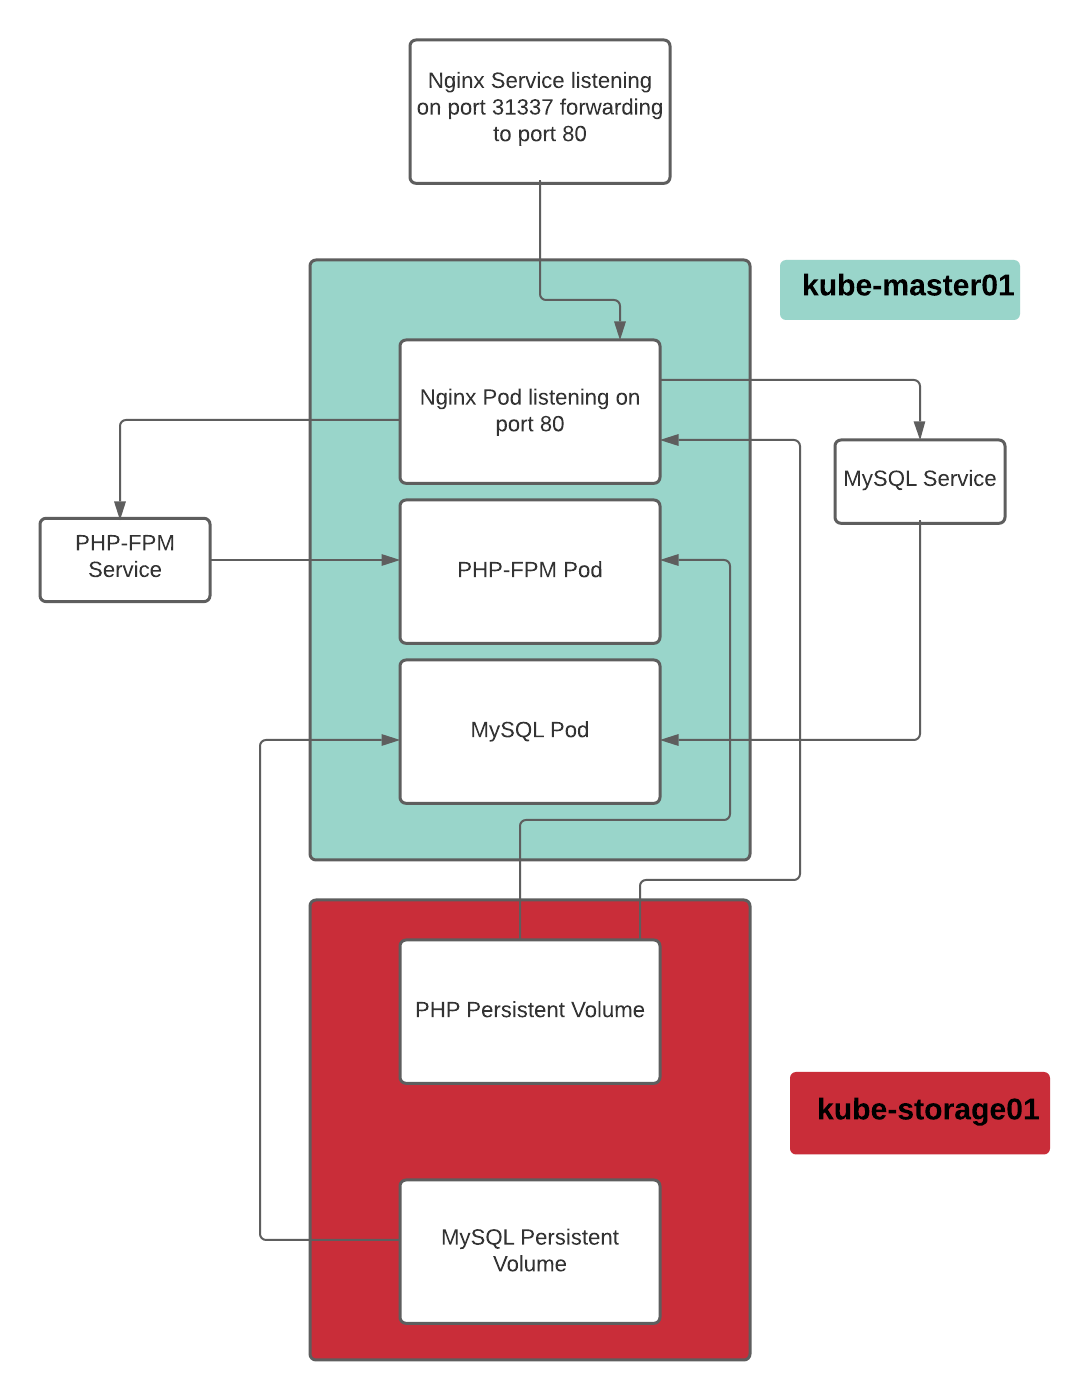 Nginx Service listening
on port 31337 forwarding
to port 80
kube-master01
Nginx Pod listening on
port 80
MySQL Service
PHP-FPM
Service
PHP-FPM Pod
MySQL Pod
PHP Persistent Volume
kube-storage01
MySQL Persistent
Volume